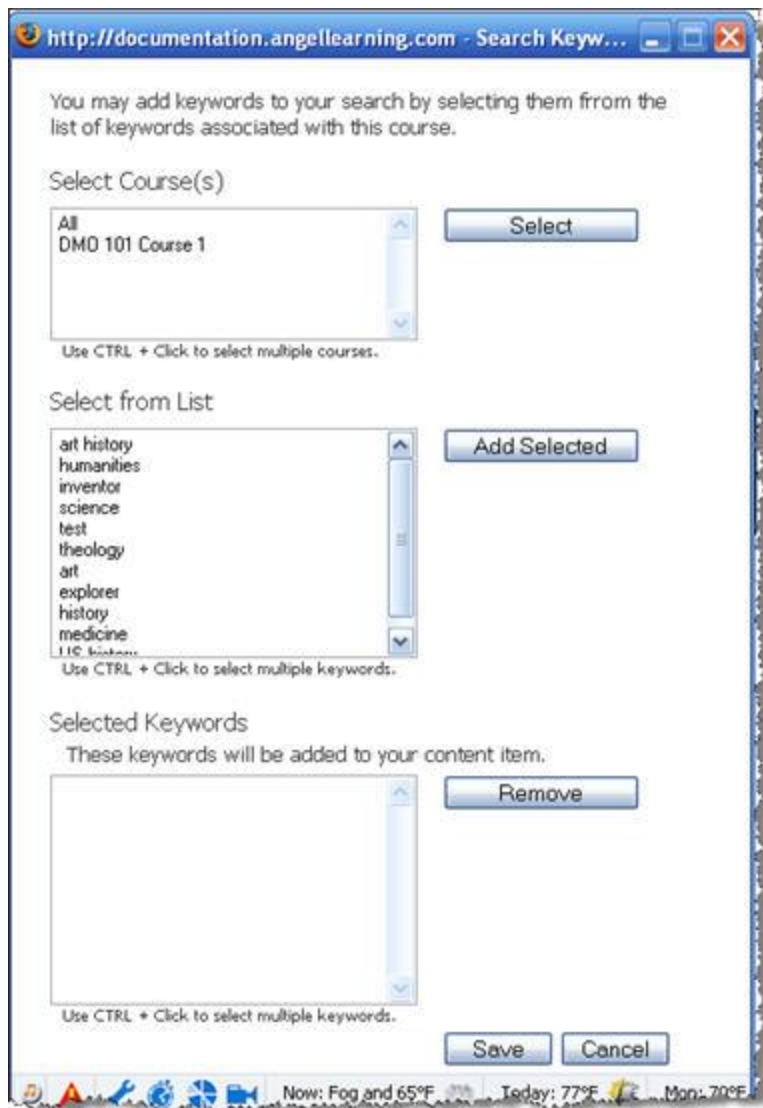 http://documentation.angellearning.com - Search Keyw...
You may add keywords to your search by selecting them frrom the
list of keywords associated with this course.
Select Course(s)
All
DMO 101 Course 1
Select
Use CTRL + Click to select multiple courses.
Select from List
art history
humanities
inventor
science
test
theology
art
explorer
history
medicine
US history
Add Selected
Use CTRL + Click to select multiple keywords.
Selected Keywords
These keywords will be added to your content item.
Remove
Use CTRL + Click to select multiple keywords.
Save Cancel
Now: Fog and 65°F Today: 77°F Mon: 70°F